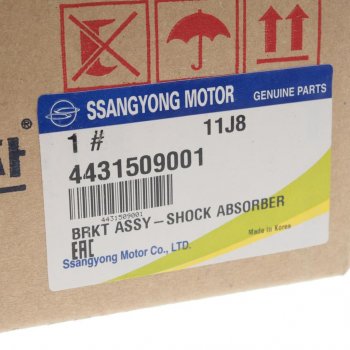 SSANGYONG MOTOR GENUINE PARTS
1 # 11J8
4431509001
4431509001
BRKT ASSY-SHOCK ABSORBER
EAC Made in Korea
Ssangyong Motor Co., LTD.